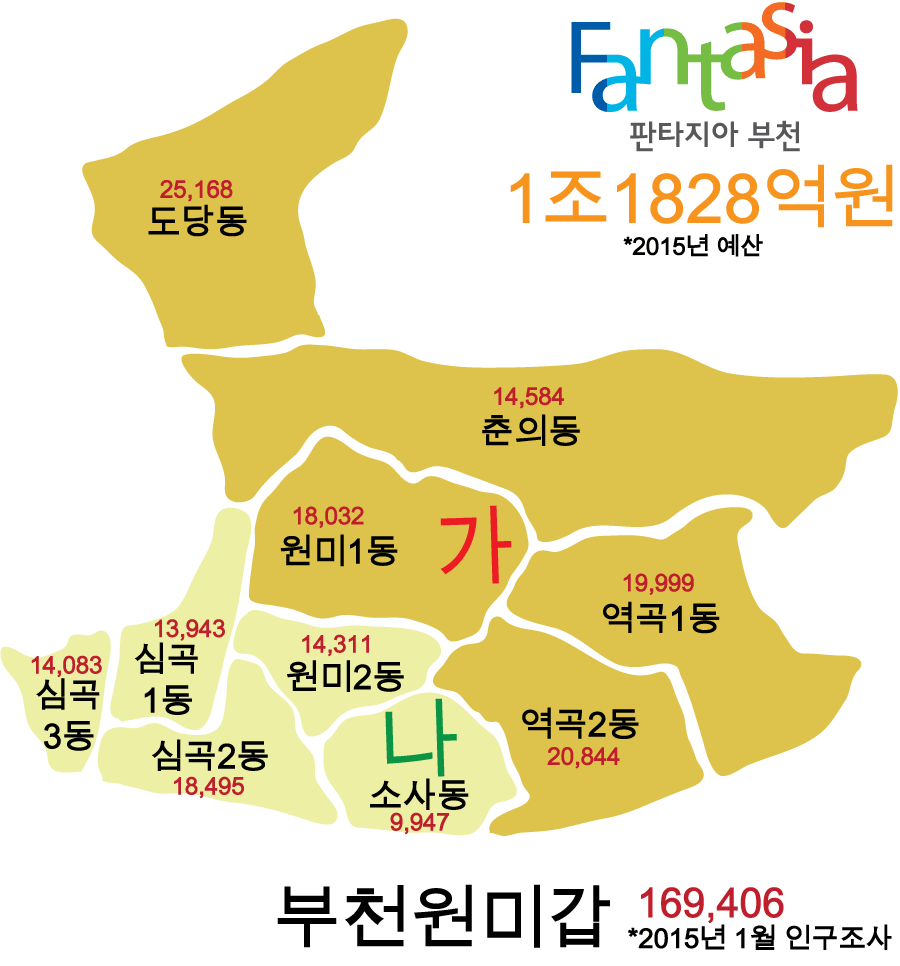 Fantasia
판타지아 부천
1조1828억원
*2015년 예산
25,168
도당동
14,584
춘의동
18,032
원미1동
가
19,999
역곡1동
13,943
심곡
1동
14,311
원미2동
14,083
심곡
3동
심곡2동
18,495
나
소사동
9,947
역곡2동
20,844
부천원미갑
169,406
*2015년 1월 인구조사